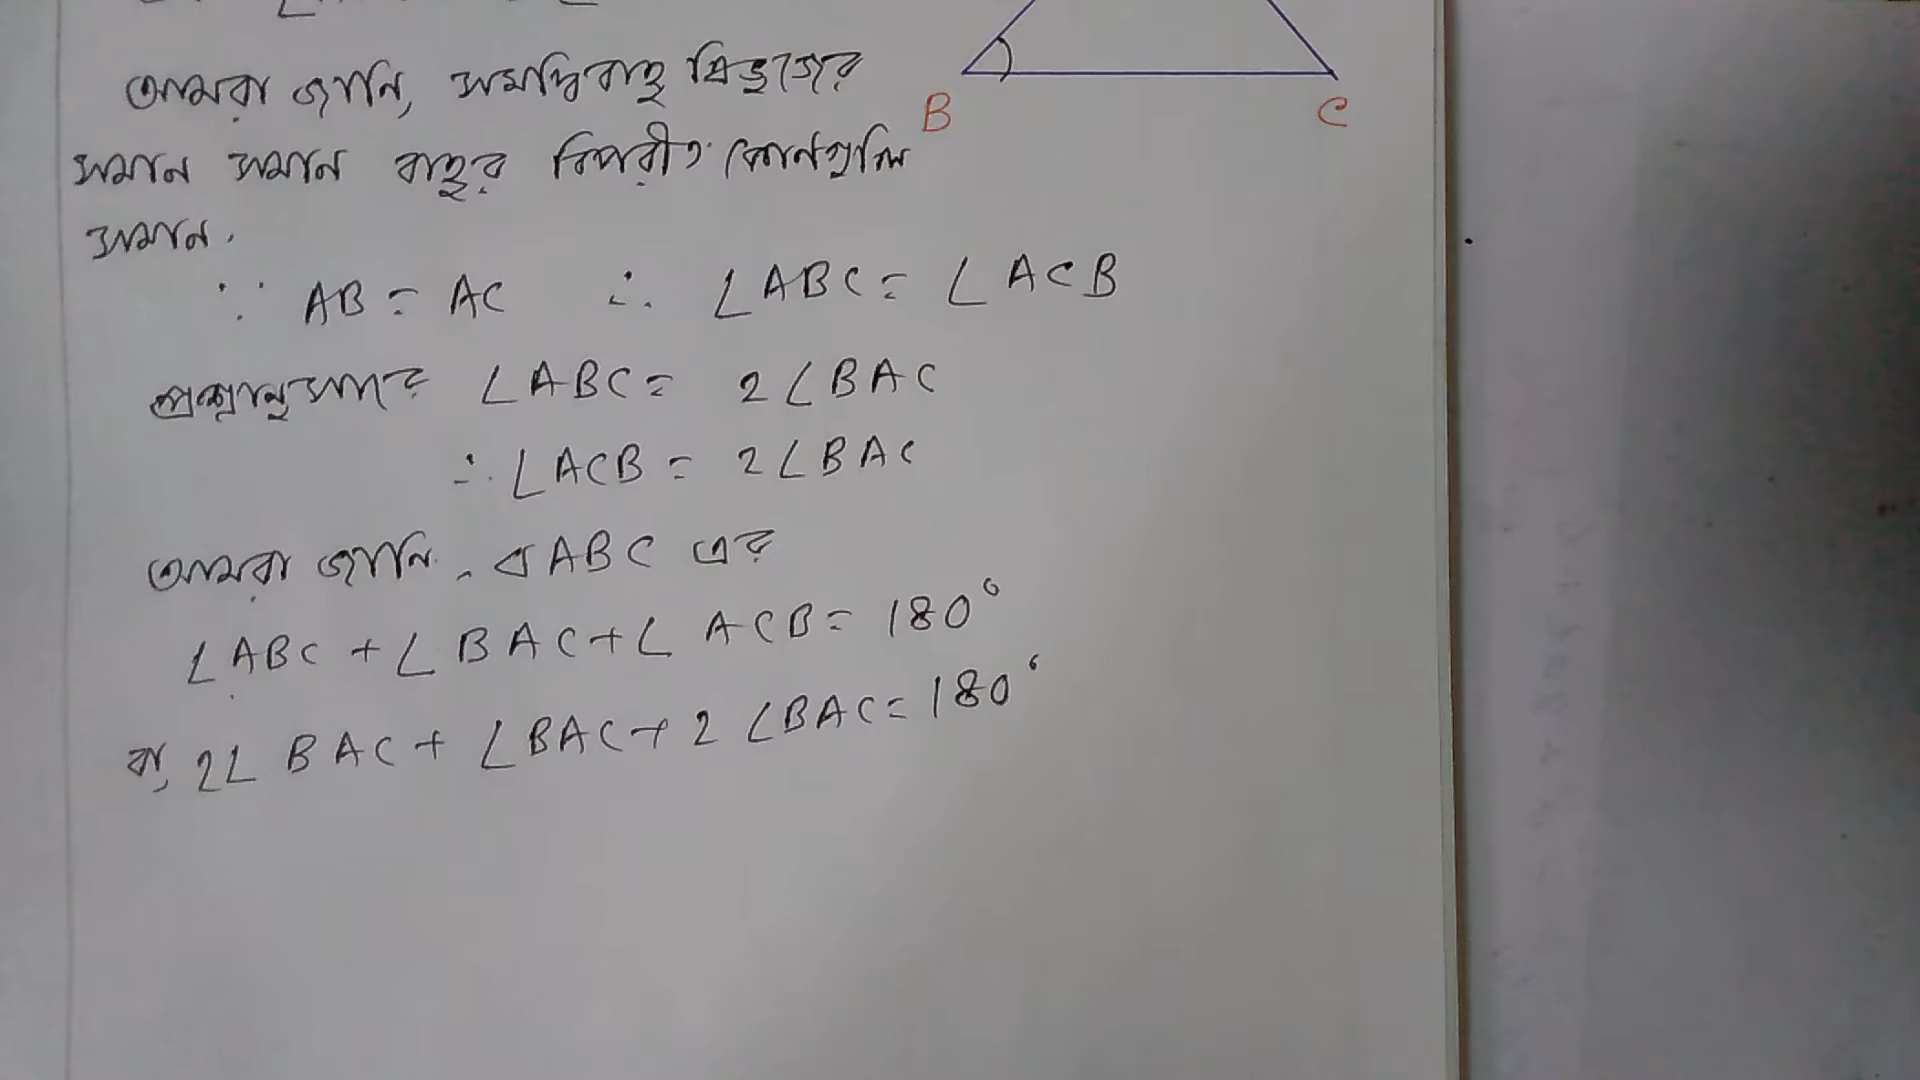 আমরা জানি, সমদ্বিবাহু ত্রিভুজের
সমান সমান বাহুর বিপরীত কোণগুলি
সমান.
∵ AB = AC ∴ ∠ABC = ∠ACB
প্রশ্নানুসারে ∠ABC = 2∠BAC
∴ ∠ACB = 2∠BAC
আমরা জানি, △ABC এর
∠ABC + ∠BAC + ∠ACB = 180°
বা, 2∠BAC + ∠BAC + 2∠BAC = 180°
B
C